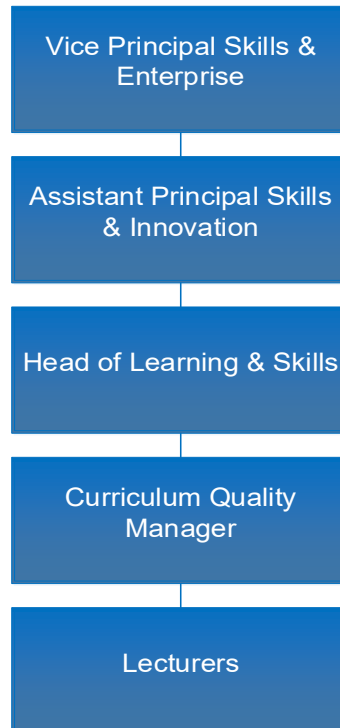 Vice Principal Skills &
Enterprise
Assistant Principal Skills
& Innovation
Head of Learning & Skills
Curriculum Quality
Manager
Lecturers